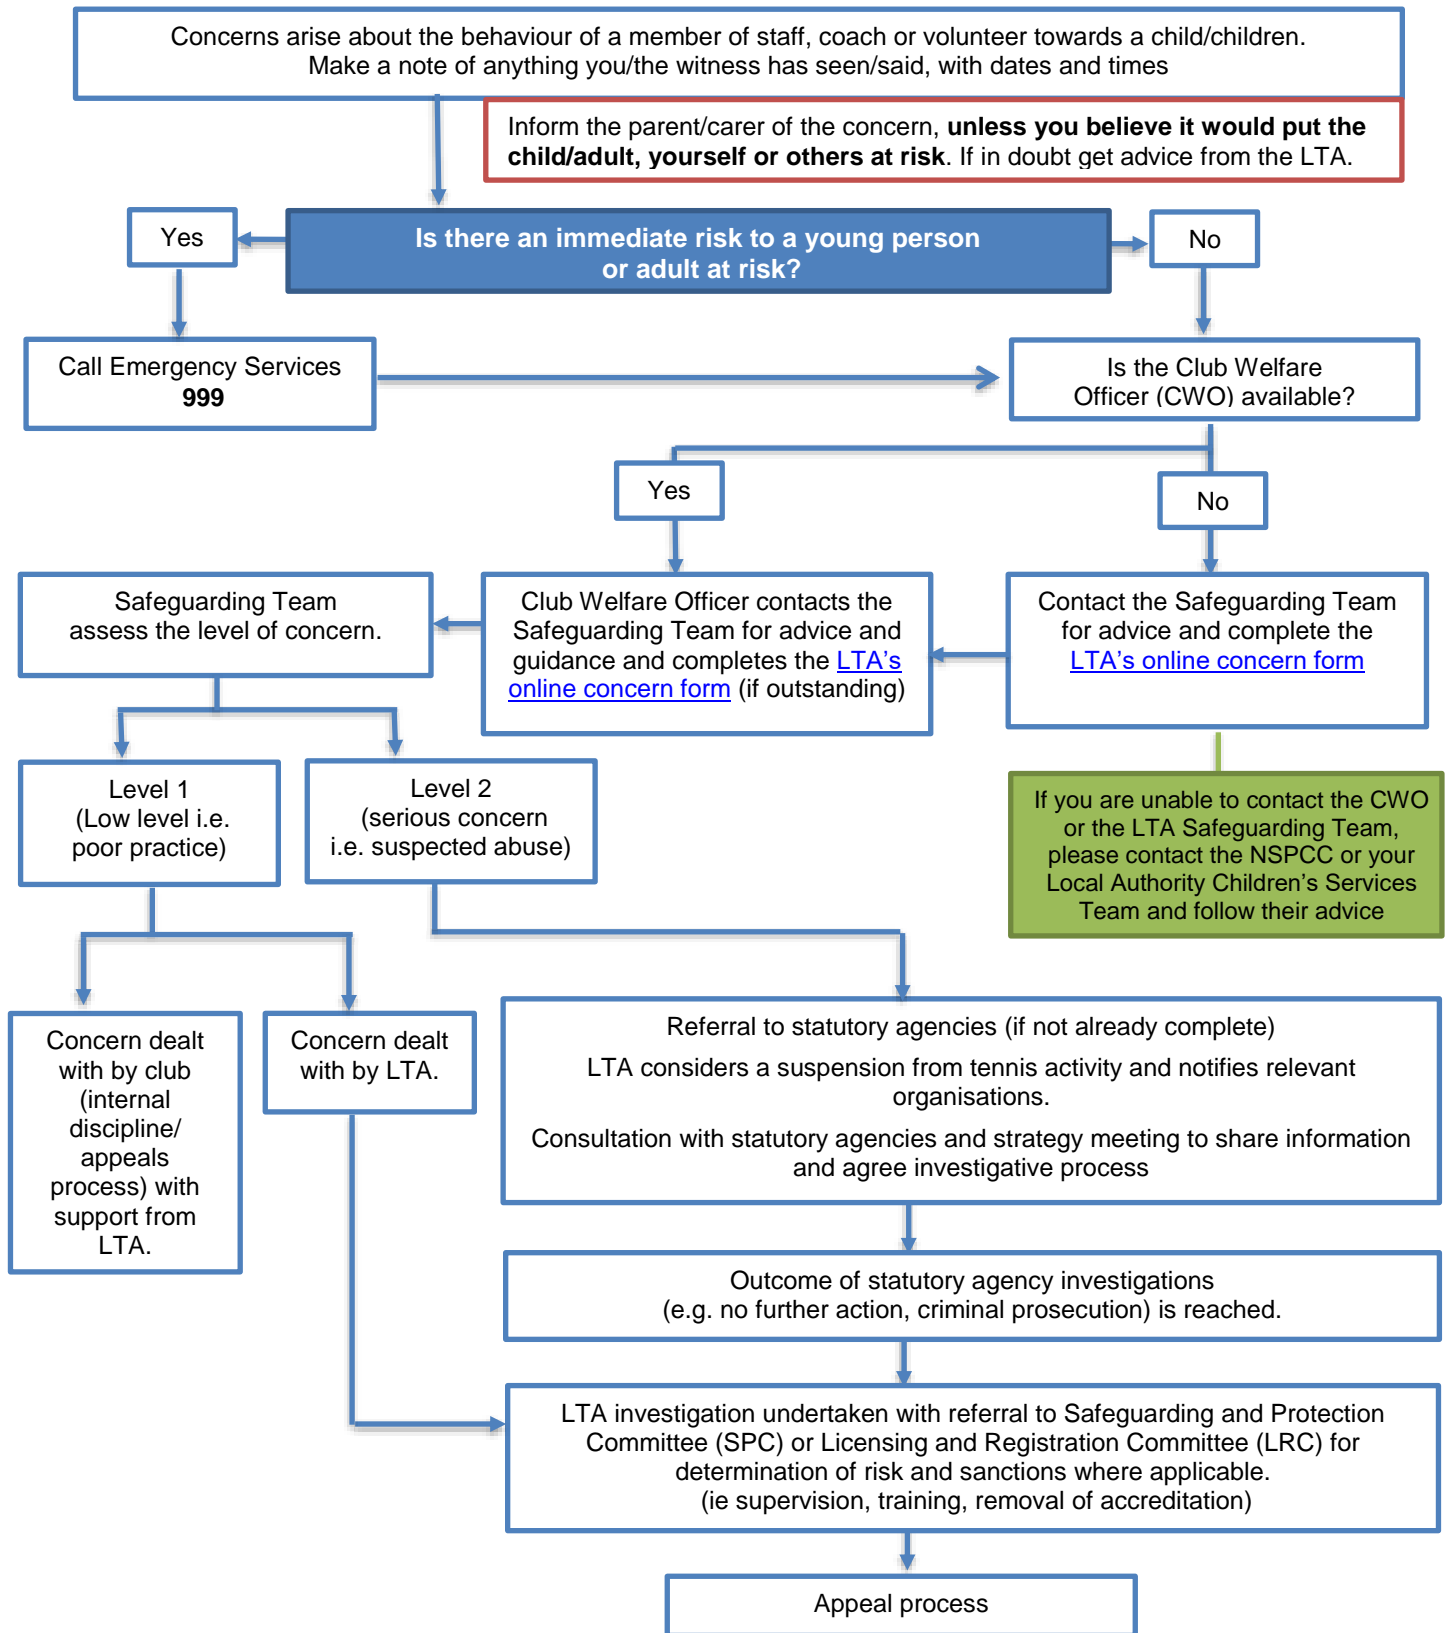 Concerns arise about the behaviour of a member of staff, coach or volunteer towards a child/children.
Make a note of anything you/the witness has seen/said, with dates and times
Inform the parent/carer of the concern, unless you believe it would put the
child/adult, yourself or others at risk. If in doubt get advice from the LTA.
Yes
Is there an immediate risk to a young person
or adult at risk?
No
Call Emergency Services
999
Is the Club Welfare
Officer (CWO) available?
Yes
No
Safeguarding Team
assess the level of concern.
Club Welfare Officer contacts the
Safeguarding Team for advice and
guidance and completes the LTA's
online concern form (if outstanding)
Contact the Safeguarding Team
for advice and complete the
LTA's online concern form
Level 1
(Low level i.e.
poor practice)
Level 2
(serious concern
i.e. suspected abuse)
If you are unable to contact the CWO
or the LTA Safeguarding Team,
please contact the NSPCC or your
Local Authority Children's Services
Team and follow their advice
Concern dealt
with by club
(internal
discipline/
appeals
process) with
support from
LTA.
Concern dealt
with by LTA.
Referral to statutory agencies (if not already complete)
LTA considers a suspension from tennis activity and notifies relevant
organisations.
Consultation with statutory agencies and strategy meeting to share information
and agree investigative process
Outcome of statutory agency investigations
(e.g. no further action, criminal prosecution) is reached.
LTA investigation undertaken with referral to Safeguarding and Protection
Committee (SPC) or Licensing and Registration Committee (LRC) for
determination of risk and sanctions where applicable.
(ie supervision, training, removal of accreditation)
Appeal process